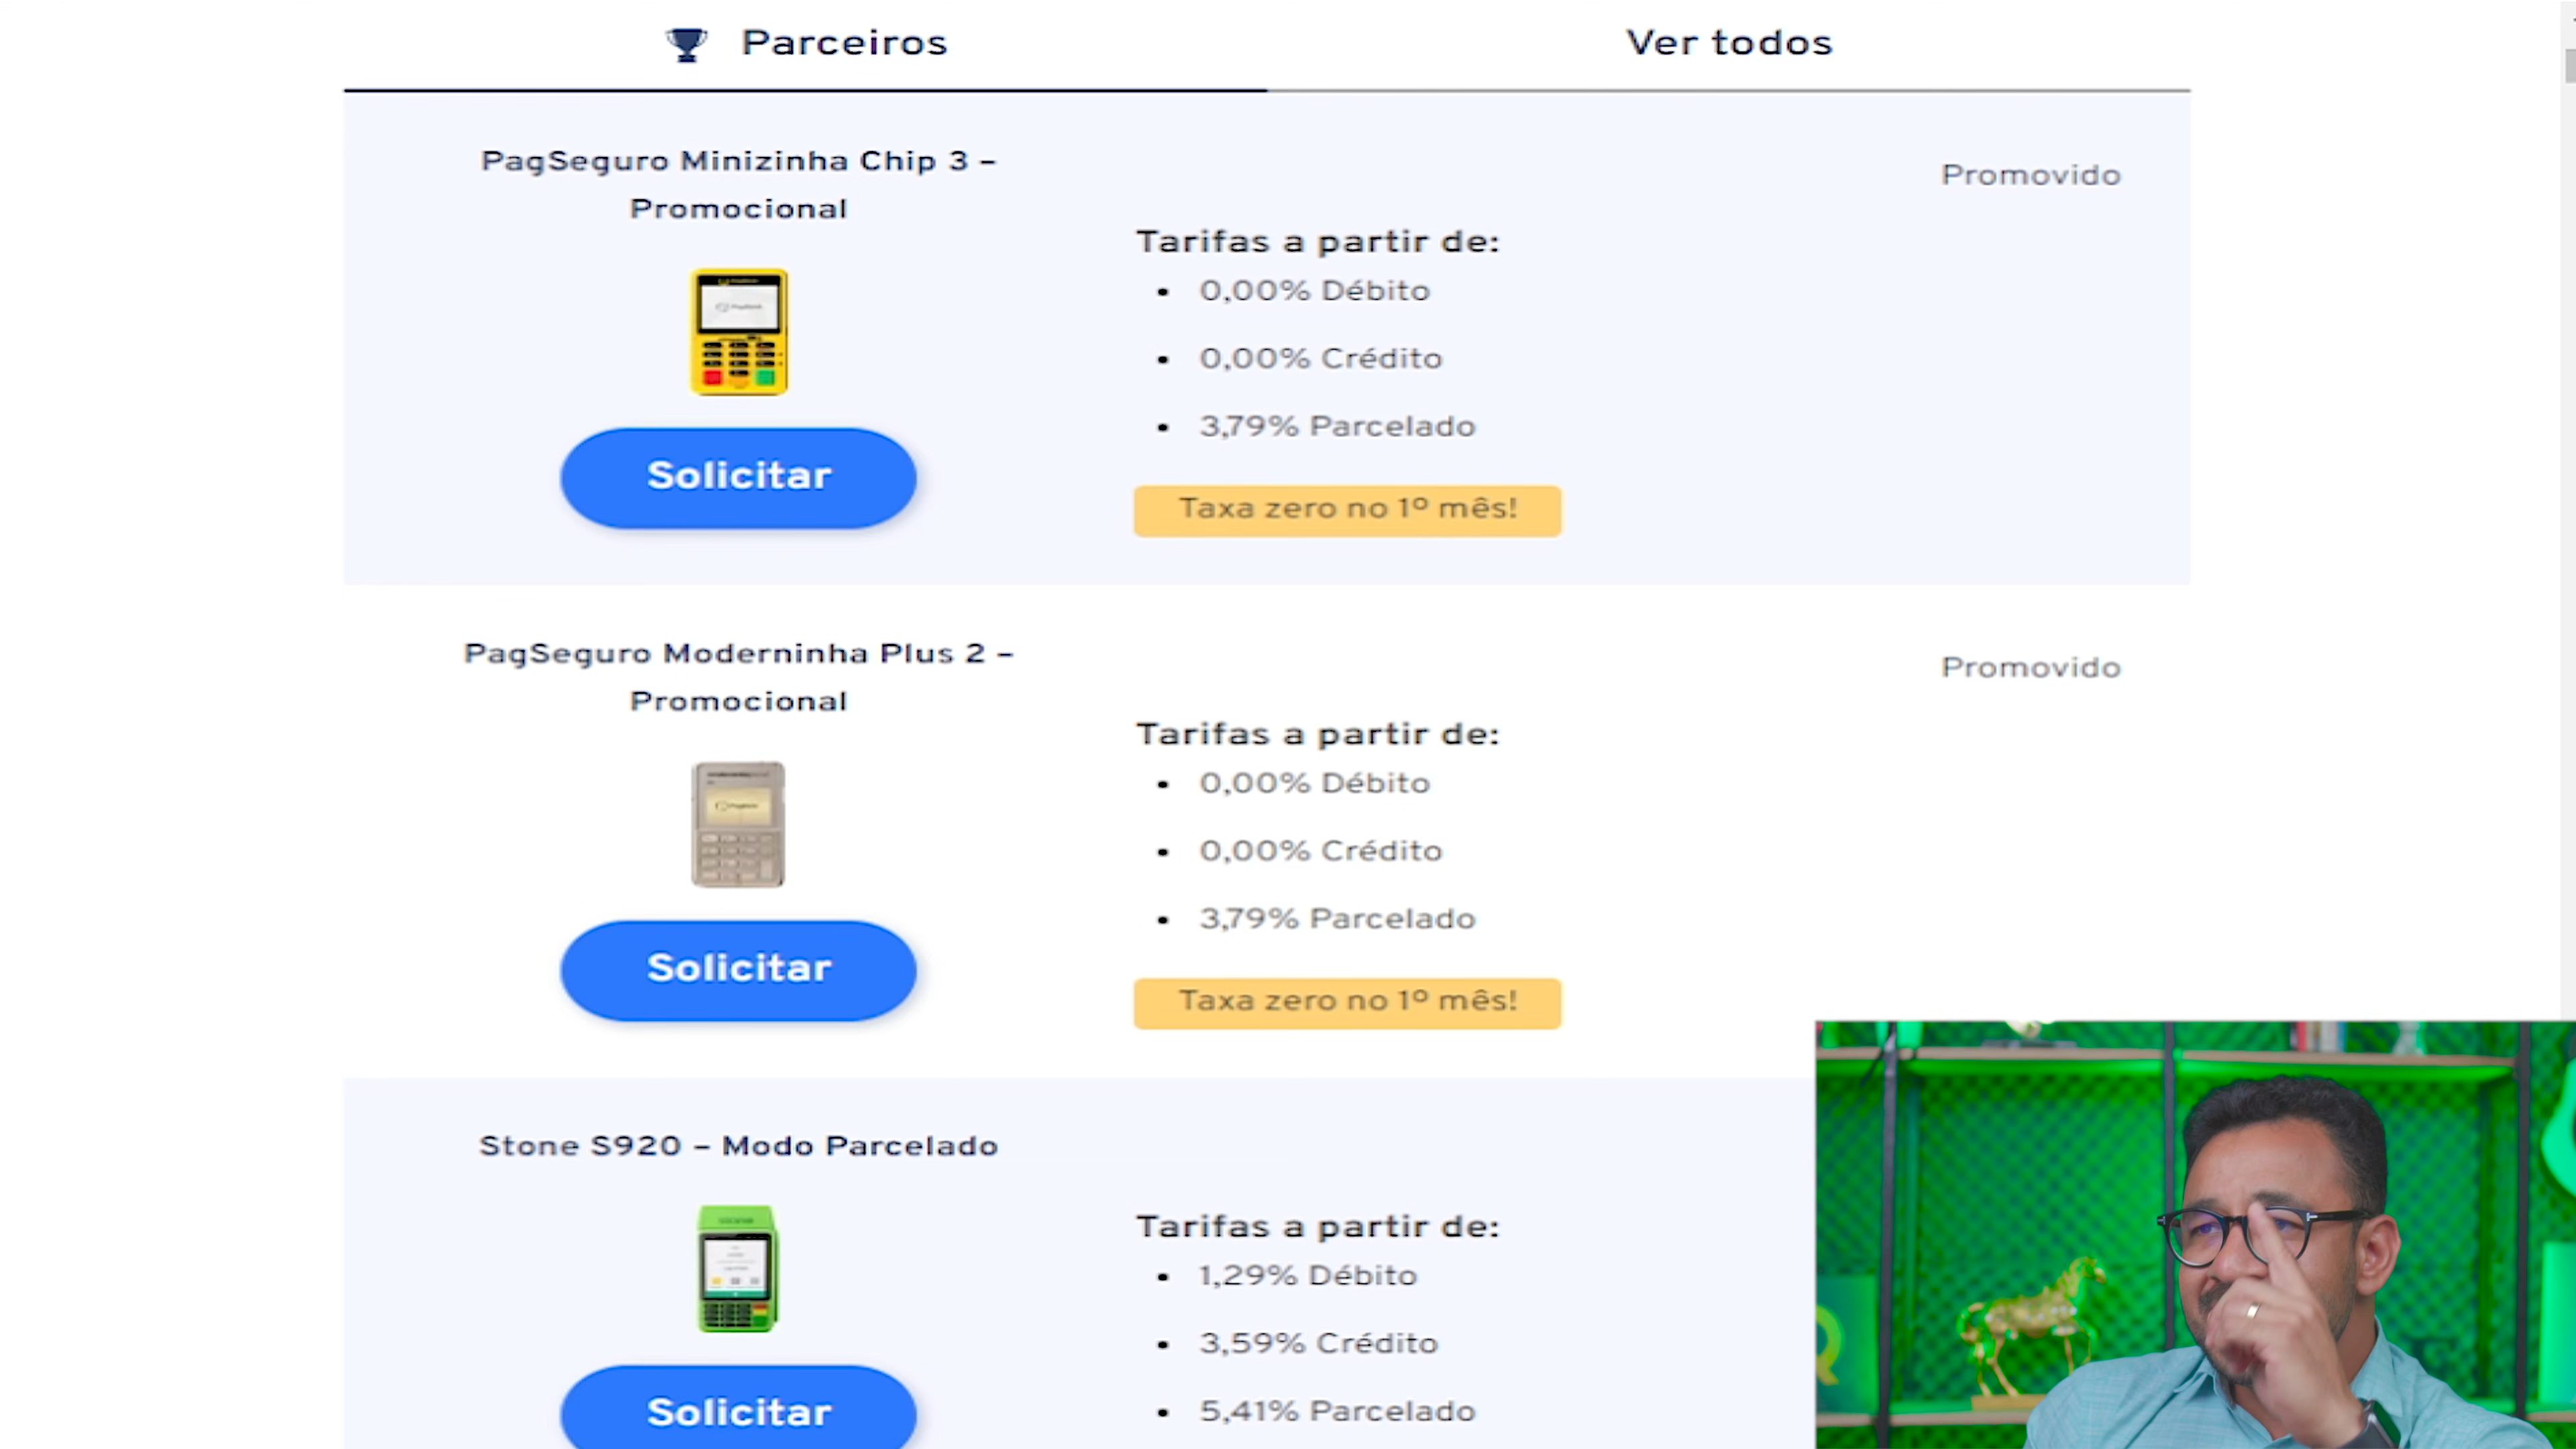 Parceiros
Ver todos
PagSeguro Minizinha Chip 3 –
Promocional
Promovido
Tarifas a partir de:
0,00% Débito
0,00% Crédito
3,79% Parcelado
Solicitar
Taxa zero no 1º mês!
PagSeguro Moderninha Plus 2 –
Promocional
Promovido
Tarifas a partir de:
0,00% Débito
0,00% Crédito
3,79% Parcelado
Solicitar
Taxa zero no 1º mês!
Stone S920 – Modo Parcelado
Tarifas a partir de:
1,29% Débito
3,59% Crédito
5,41% Parcelado
Solicitar